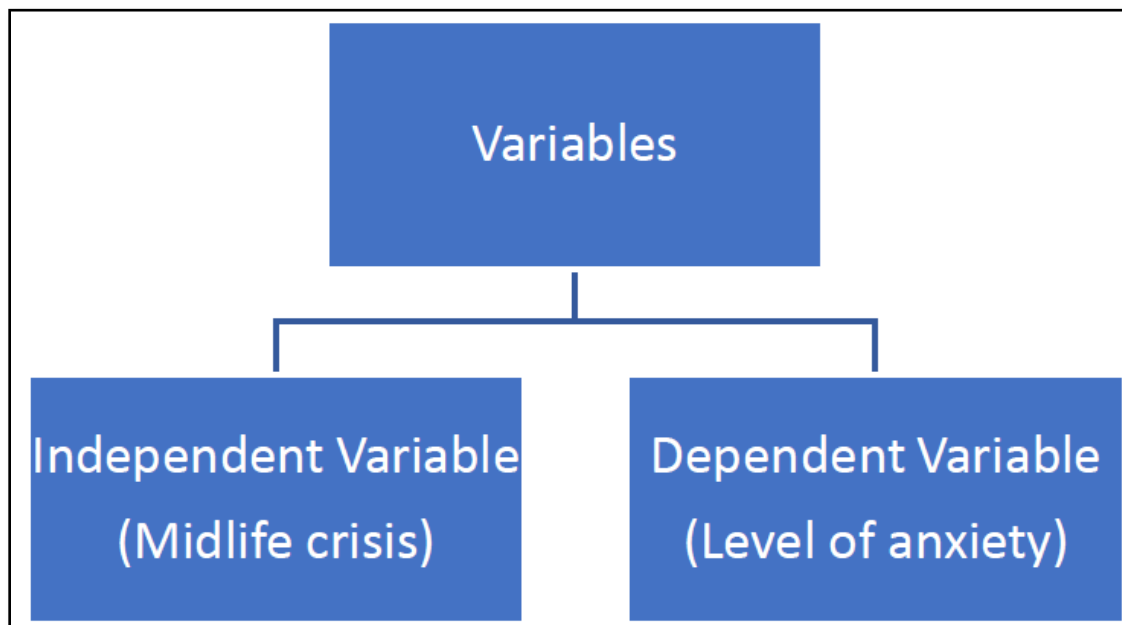 Variables
Independent Variable
(Midlife crisis)
Dependent Variable
(Level of anxiety)